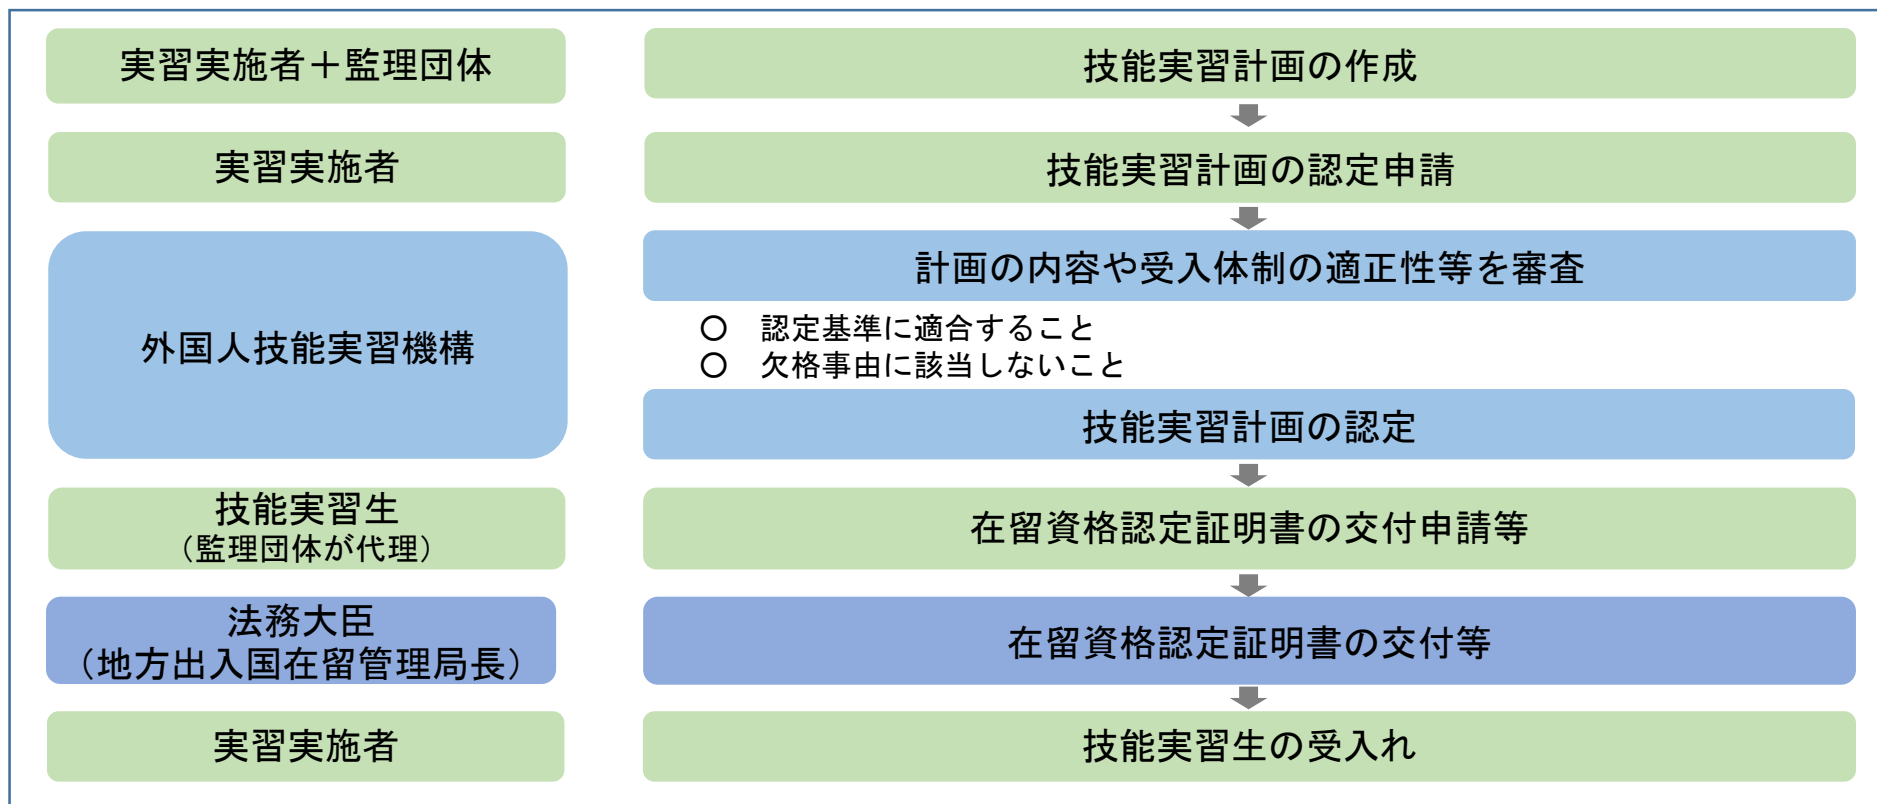 実習実施者＋監理団体
技能実習計画の作成
実習実施者
技能実習計画の認定申請
外国人技能実習機構
計画の内容や受入体制の適正性等を審査
○　認定基準に適合すること
○　欠格事由に該当しないこと
技能実習計画の認定
技能実習生
（監理団体が代理）
在留資格認定証明書の交付申請等
法務大臣
（地方出入国在留管理局長）
在留資格認定証明書の交付等
実習実施者
技能実習生の受入れ